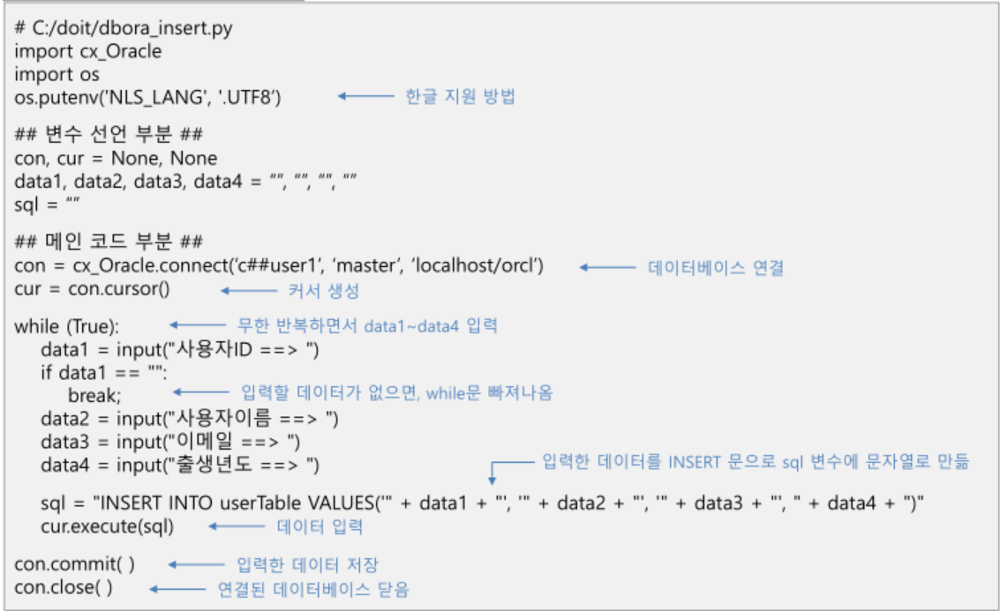 # C:/doit/dbora_insert.py
import cx_Oracle
import os
os.putenv('NLS_LANG', '.UTF8') 한글 지원 방법
## 변수 선언 부분 ##
con, cur = None, None
data1, data2, data3, data4 = "", "", "", ""
sql = ""
## 메인 코드 부분 ##
con = cx_Oracle.connect('c##user1', 'master', 'localhost/orcl') 데이터베이스 연결
cur = con.cursor() 커서 생성
while (True): 무한 반복하면서 data1~data4 입력
data1 = input("사용자ID ==> ")
if data1 == "":
break; 입력할 데이터가 없으면, while문 빠져나옴
data2 = input("사용자이름 ==> ")
data3 = input("이메일 ==> ")
data4 = input("출생년도 ==> ")
입력한 데이터를 INSERT 문으로 sql 변수에 문자열로 만듦
sql = "INSERT INTO userTable VALUES('" + data1 + "', '" + data2 + "', '" + data3 + "', " + data4 + ")"
cur.execute(sql) 데이터 입력
con.commit( ) 입력한 데이터 저장
con.close( ) 연결된 데이터베이스 닫음